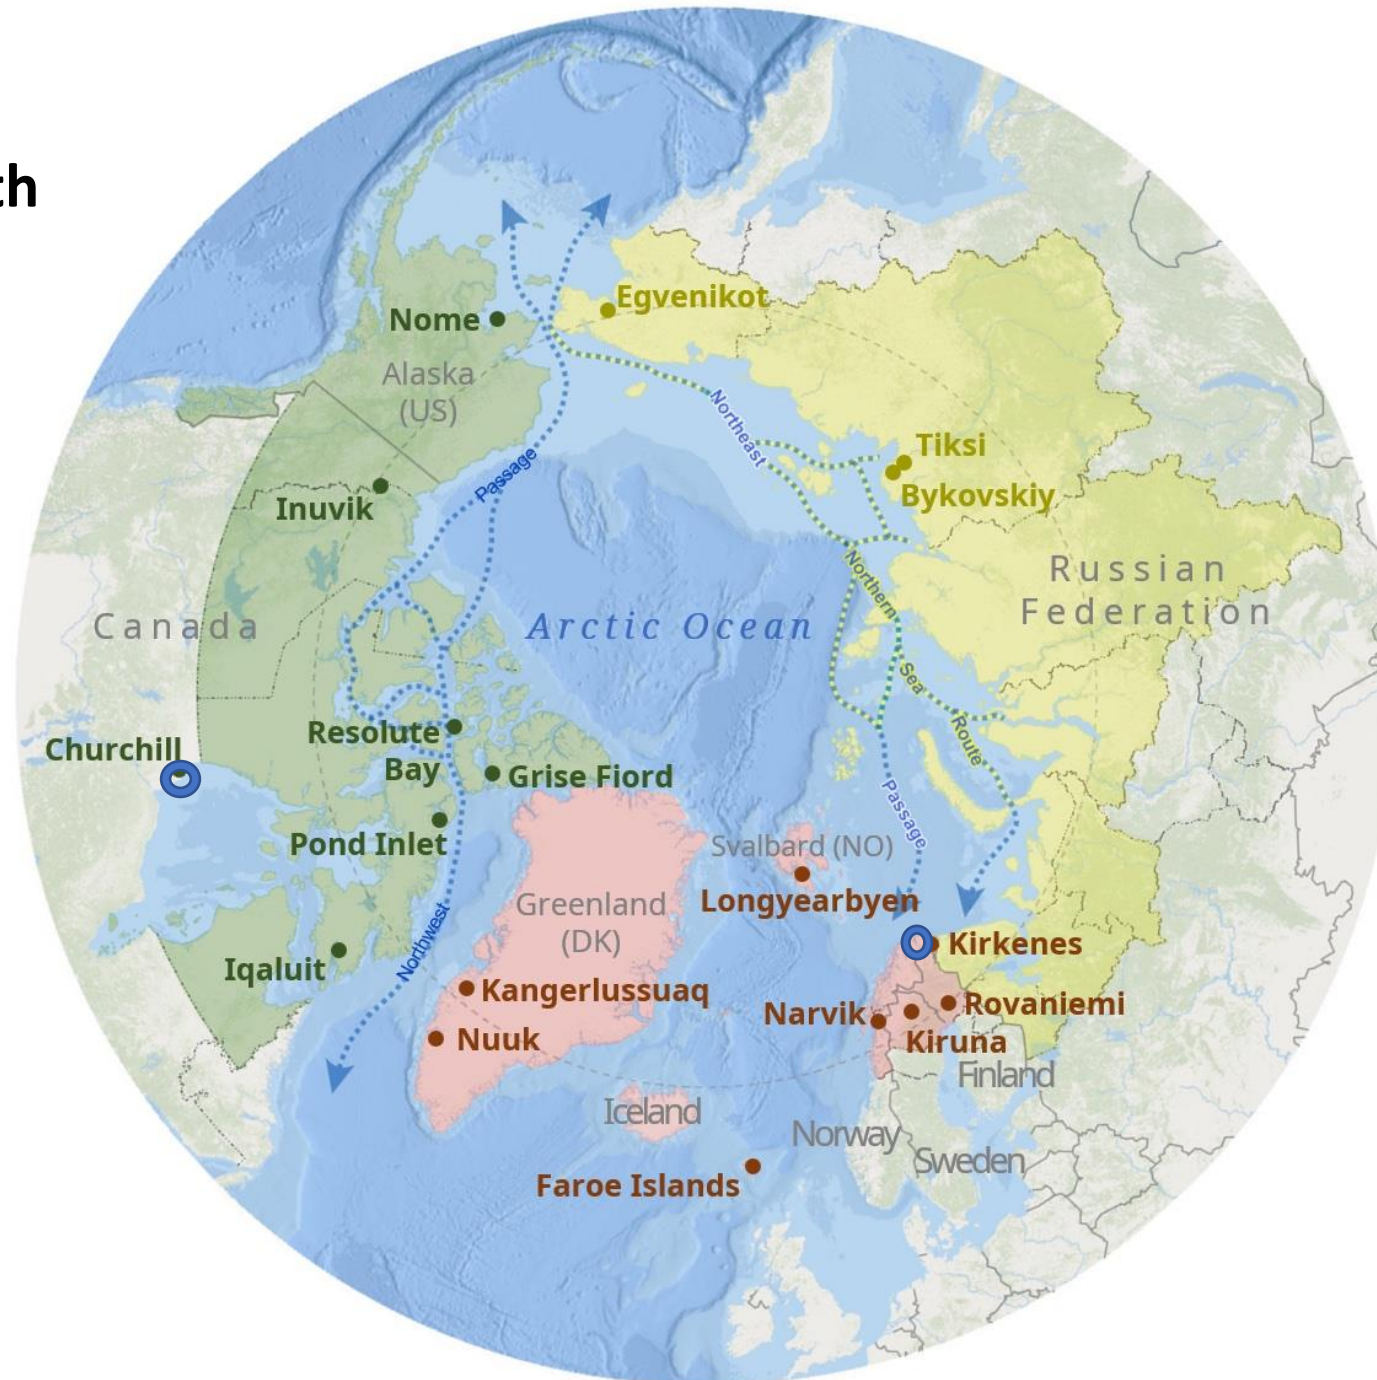 th
Egvenikot
Nome
Alaska
(US)
Northeast
Tiksi
Passage
Bykovskiy
Inuvik
Northern
Russian
Federation
Canada
Arctic Ocean
Sea
Resolute
Bay
Route
Churchill
Grise Fiord
Passage
Pond Inlet
Svalbard (NO)
Longyearbyen
Greenland
(DK)
Northwest
Kirkenes
Iqaluit
Kangerlussuaq
Narvik
Rovaniemi
Nuuk
Kiruna
Finland
Iceland
Norway
Sweden
Faroe Islands